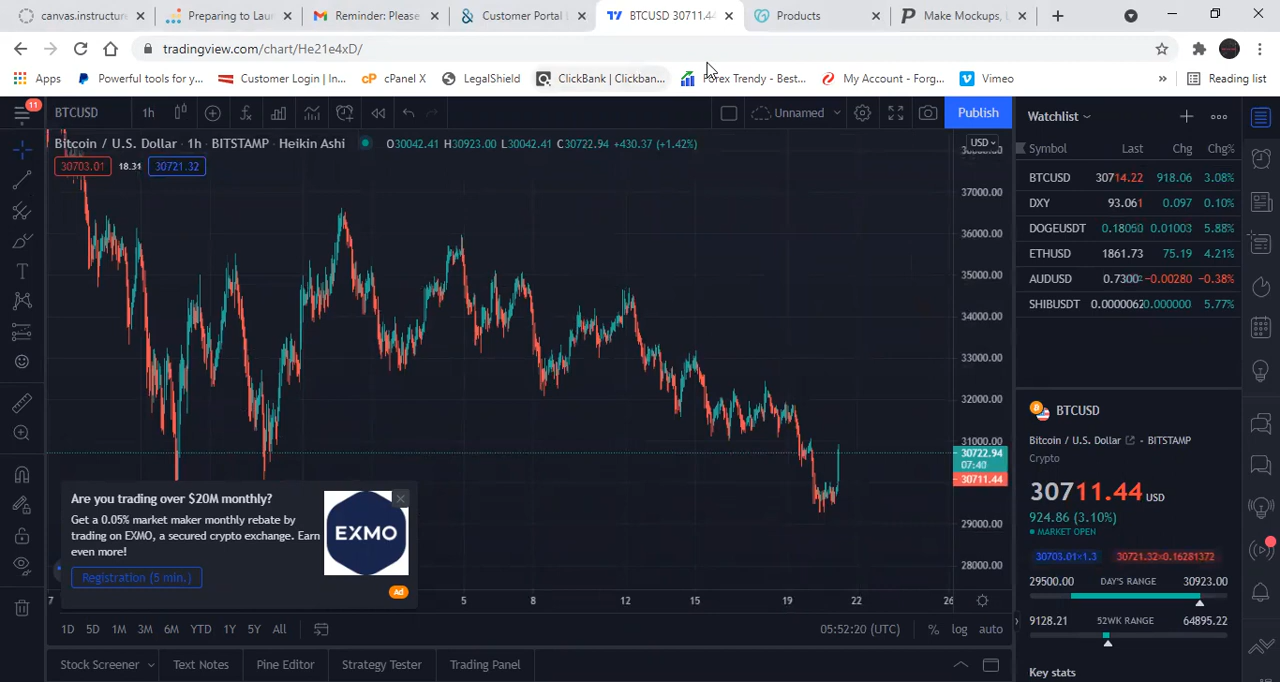 canvas.instructure
Preparing to Lau
Reminder: Please
Customer Portal
BTCUSD 30711.44
Products
Make Mockups,
tradingview.com/chart/He21e4xD/
Apps
Powerful tools for y...
Customer Login | In...
cPanel X
LegalShield
ClickBank | Clickban...
Forex Trendy - Best...
My Account - Forg...
Vimeo
»
Reading list
11
BTCUSD
1h
Unnamed
Publish
Bitcoin / U.S. Dollar · 1h · BITSTAMP · Heikin Ashi
O30042.41 H30923.00 L30042.41 C30722.94 +430.37 (+1.42%)
30703.01
18.31
30721.32
USD
37000.00
36000.00
35000.00
34000.00
33000.00
32000.00
31000.00
30722.94
07:40
30711.44
29000.00
28000.00
Are you trading over $20M monthly?
Get a 0.05% market maker monthly rebate by
trading on EXMO, a secured crypto exchange. Earn
even more!
Registration (5 min.)
EXMO
Ad
7
5
8
12
15
19
22
26
1D
5D
1M
3M
6M
YTD
1Y
5Y
All
05:52:20 (UTC)
%
log
auto
Stock Screener
Text Notes
Pine Editor
Strategy Tester
Trading Panel
Watchlist
Symbol Last Chg Chg%
BTCUSD 30714.22 918.06 3.08%
DXY 93.061 0.097 0.10%
DOGEUSDT 0.18050 0.01003 5.88%
ETHUSD 1861.73 75.19 4.21%
AUDUSD 0.7300 -0.00280 -0.38%
SHIBUSDT 0.0000062 0.000000 5.77%
BTCUSD
Bitcoin / U.S. Dollar · BITSTAMP
Crypto
30711.44 USD
924.86 (3.10%)
MARKET OPEN
30703.01×1.3
30721.32×0.16281372
29500.00 DAY'S RANGE 30923.00
9128.21 52WK RANGE 64895.22
Key stats